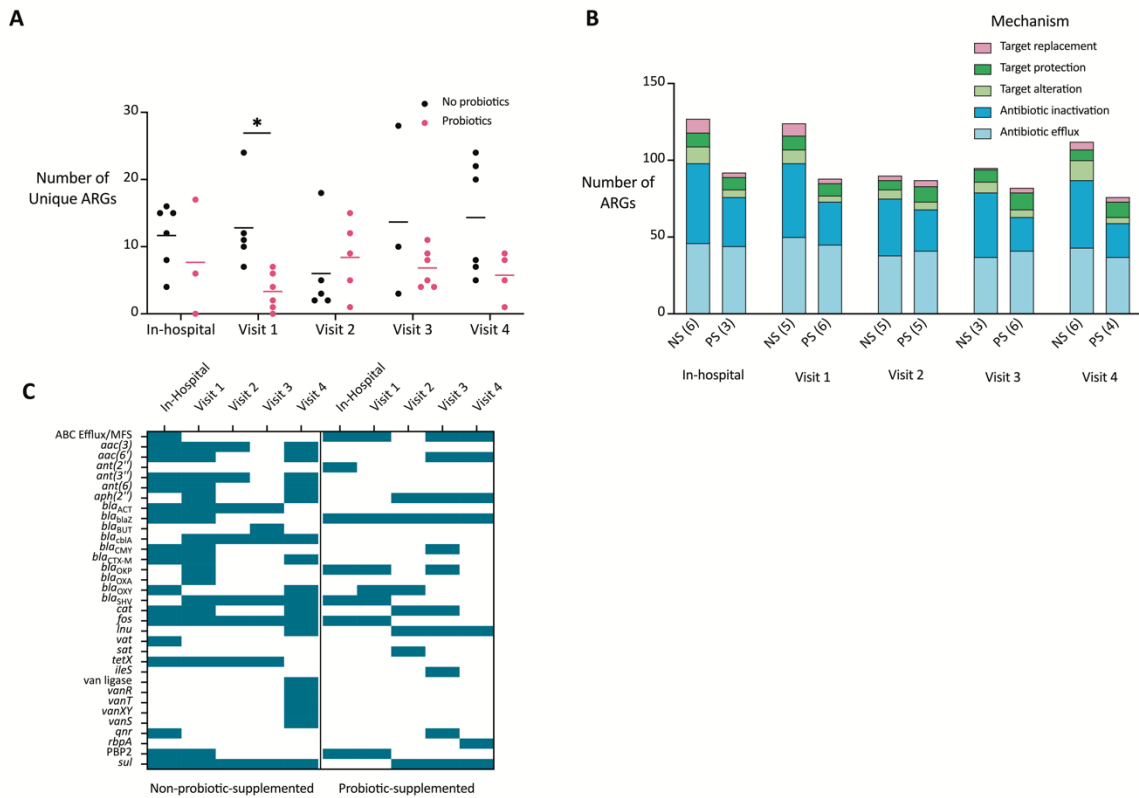 A
Number of
Unique ARGs
30
20
10
0
*
No probiotics
Probiotics
In-hospital
Visit 1
Visit 2
Visit 3
Visit 4
B
Mechanism
Target replacement
Target protection
Target alteration
Antibiotic inactivation
Antibiotic efflux
Number of
ARGs
150
100
50
0
NS (6)
PS (3)
NS (5)
PS (6)
NS (5)
PS (5)
NS (3)
PS (6)
NS (6)
PS (4)
In-hospital
Visit 1
Visit 2
Visit 3
Visit 4
C
In-Hospital
Visit 1
Visit 2
Visit 3
Visit 4
In-Hospital
Visit 1
Visit 2
Visit 3
Visit 4
ABC Efflux/MFS
aac(3)
aac(6')
ant(2'')
ant(3'')
ant(6)
aph(2'')
blaACT
blablaZ
blaBUT
blacblA
blaCMY
blaCTX-M
blaOKP
blaOXA
blaOXY
blaSHV
cat
fos
lnu
vat
sat
tetX
ileS
van ligase
vanR
vanT
vanXY
vanS
qnr
rbpA
PBP2
sul
Non-probiotic-supplemented
Probiotic-supplemented